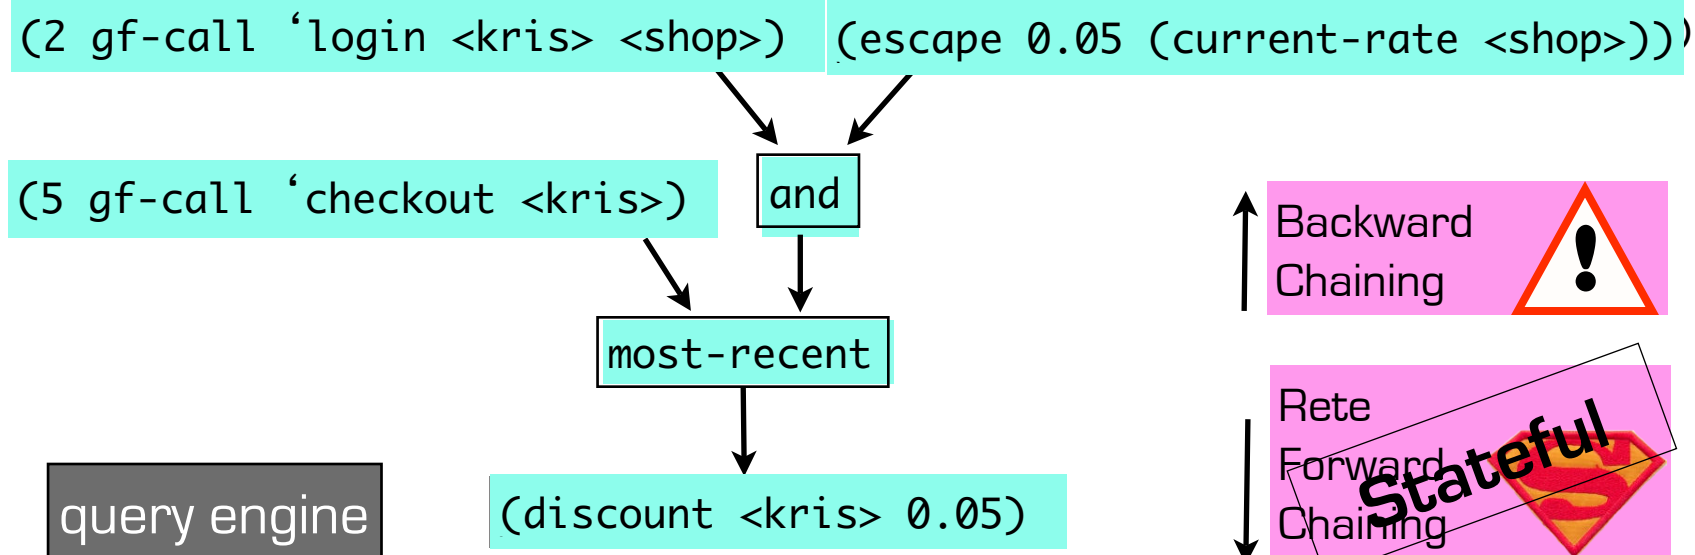 (2 gf-call ‘login <kris> <shop>)
(escape 0.05 (current-rate <shop>))
(5 gf-call ‘checkout <kris>)
and
most-recent
(discount <kris> 0.05)
query engine
Backward
Chaining
!
Rete
Forward
Chaining
Stateful
S